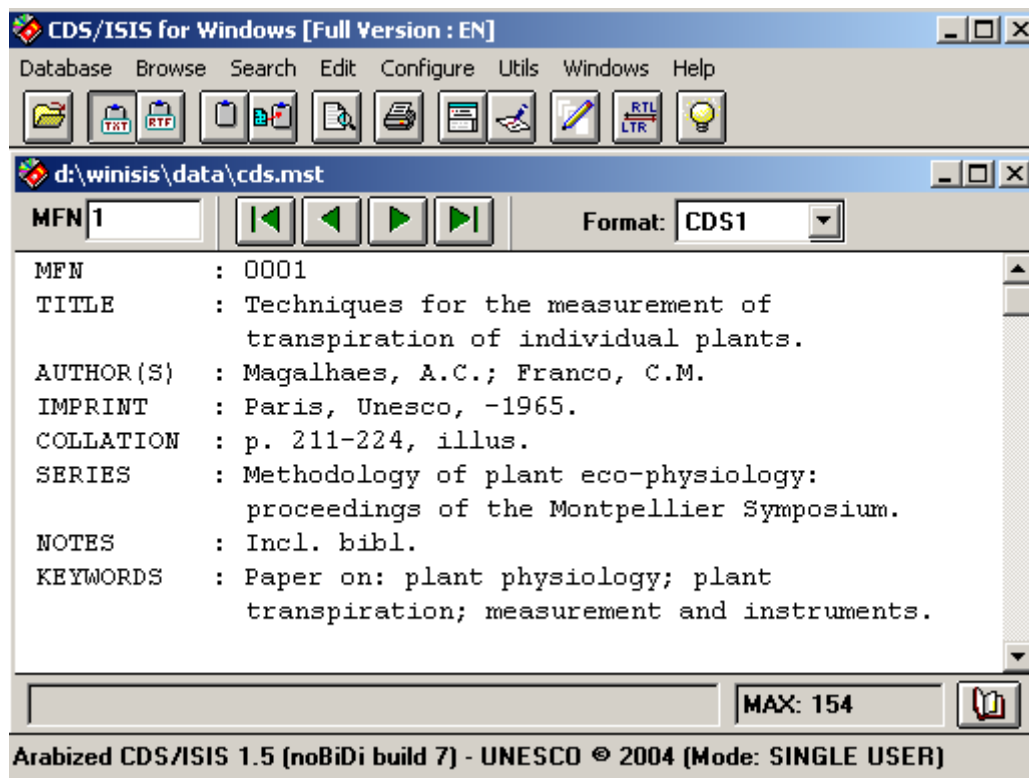 CDS/ISIS for Windows [Full Version : EN]
Database Browse Search Edit Configure Utils Windows Help
TXT RTF RTL LTR
d:\winisis\data\cds.mst
MFN 1 Format: CDS1
MFN : 0001
TITLE : Techniques for the measurement of
transpiration of individual plants.
AUTHOR(S) : Magalhaes, A.C.; Franco, C.M.
IMPRINT : Paris, Unesco, -1965.
COLLATION : p. 211-224, illus.
SERIES : Methodology of plant eco-physiology:
proceedings of the Montpellier Symposium.
NOTES : Incl. bibl.
KEYWORDS : Paper on: plant physiology; plant
transpiration; measurement and instruments.
MAX: 154
Arabized CDS/ISIS 1.5 (noBiDi build 7) - UNESCO © 2004 (Mode: SINGLE USER)